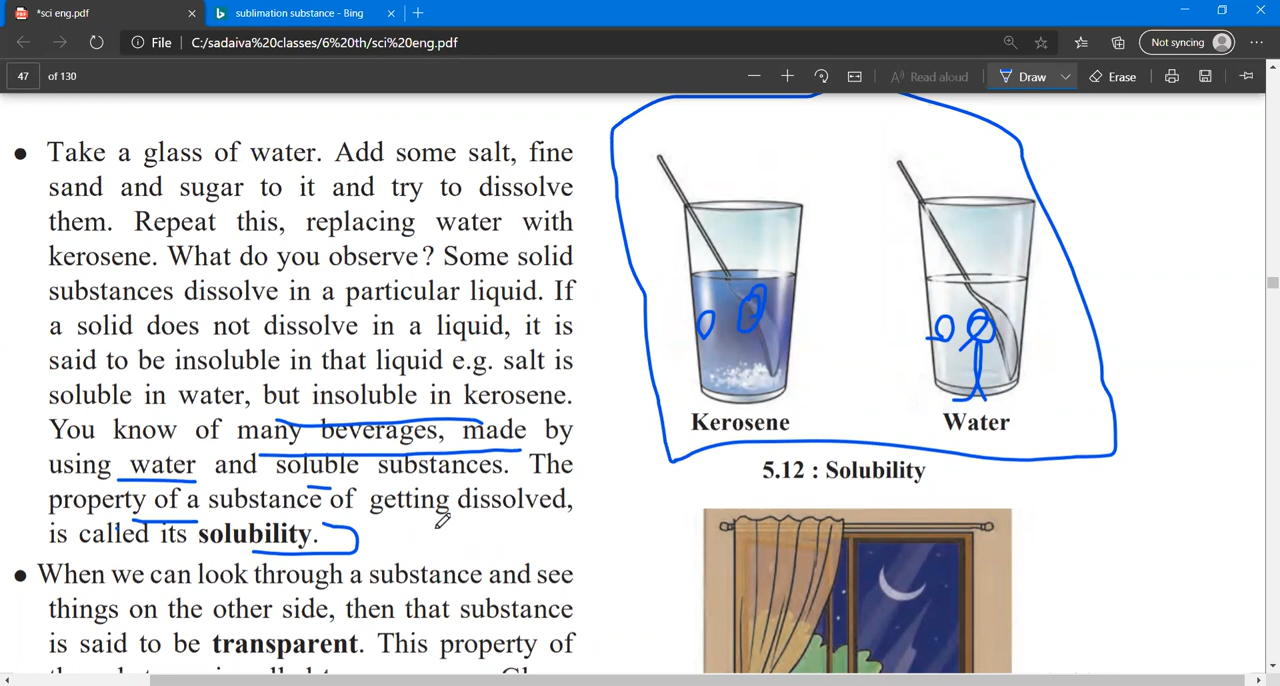 *sci eng.pdf
sublimation substance - Bing
File C:/sadaiva%20classes/6%20th/sci%20eng.pdf
Not syncing
47 of 130
Read aloud
Draw
Erase
• Take a glass of water. Add some salt, fine
sand and sugar to it and try to dissolve
them. Repeat this, replacing water with
kerosene. What do you observe? Some solid
substances dissolve in a particular liquid. If
a solid does not dissolve in a liquid, it is
said to be insoluble in that liquid e.g. salt is
soluble in water, but insoluble in kerosene.
You know of many beverages, made by
using water and soluble substances. The
property of a substance of getting dissolved,
is called its solubility.
• When we can look through a substance and see
things on the other side, then that substance
is said to be transparent. This property of
Kerosene
Water
5.12 : Solubility